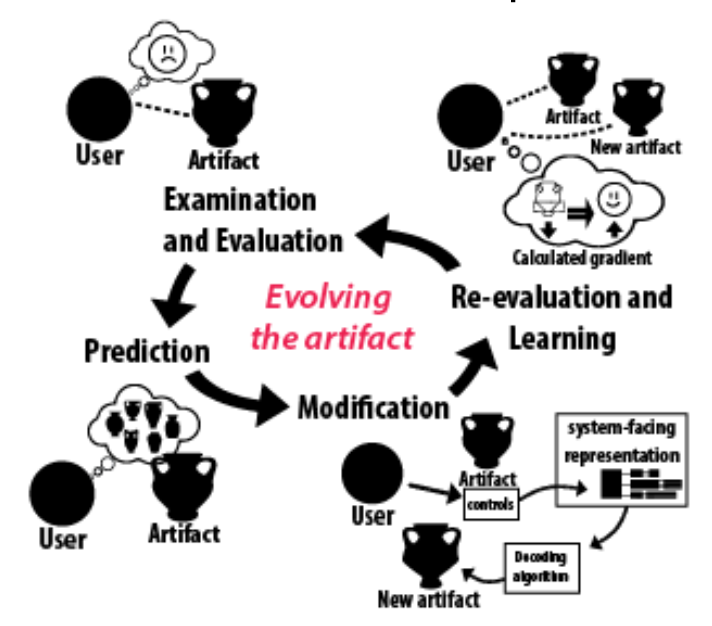 User
Artifact
Examination
and Evaluation
Artifact
New artifact
User
Calculated gradient
Evolving
the artifact
Re-evaluation and
Learning
Prediction
User
Artifact
Modification
User
Artifact
controls
system-facing
representation
Decoding
algorithm
New artifact